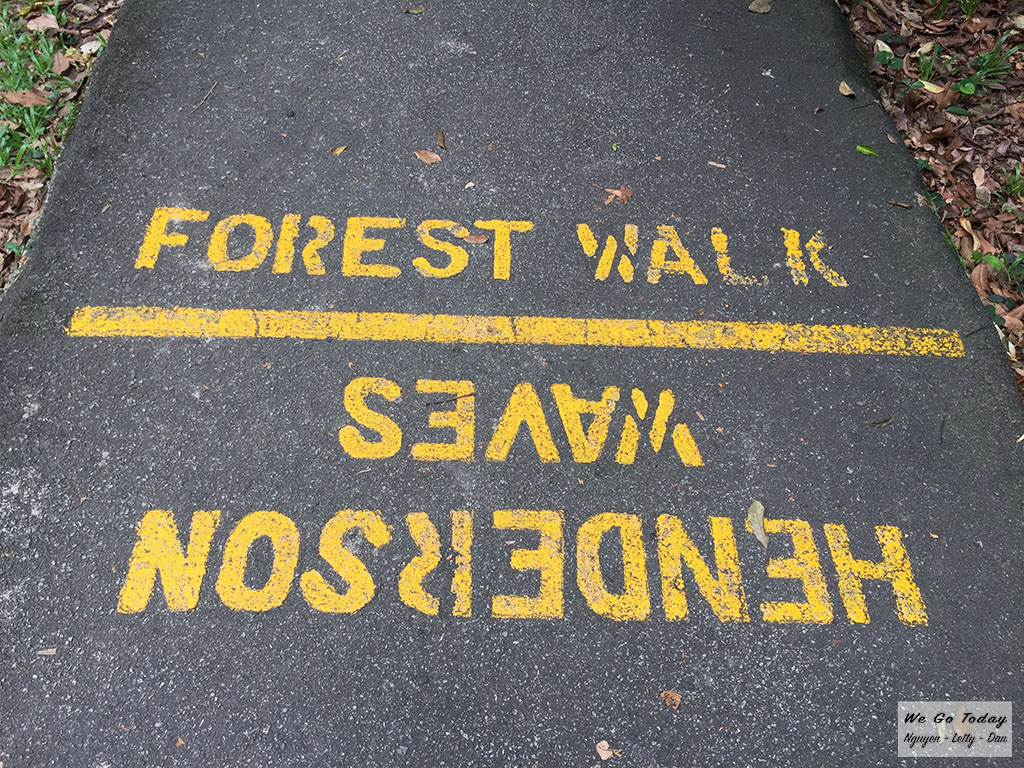 FOREST WALK
HENDERSON
WAVES
We Go Today
Nguyen - Letty - Dan